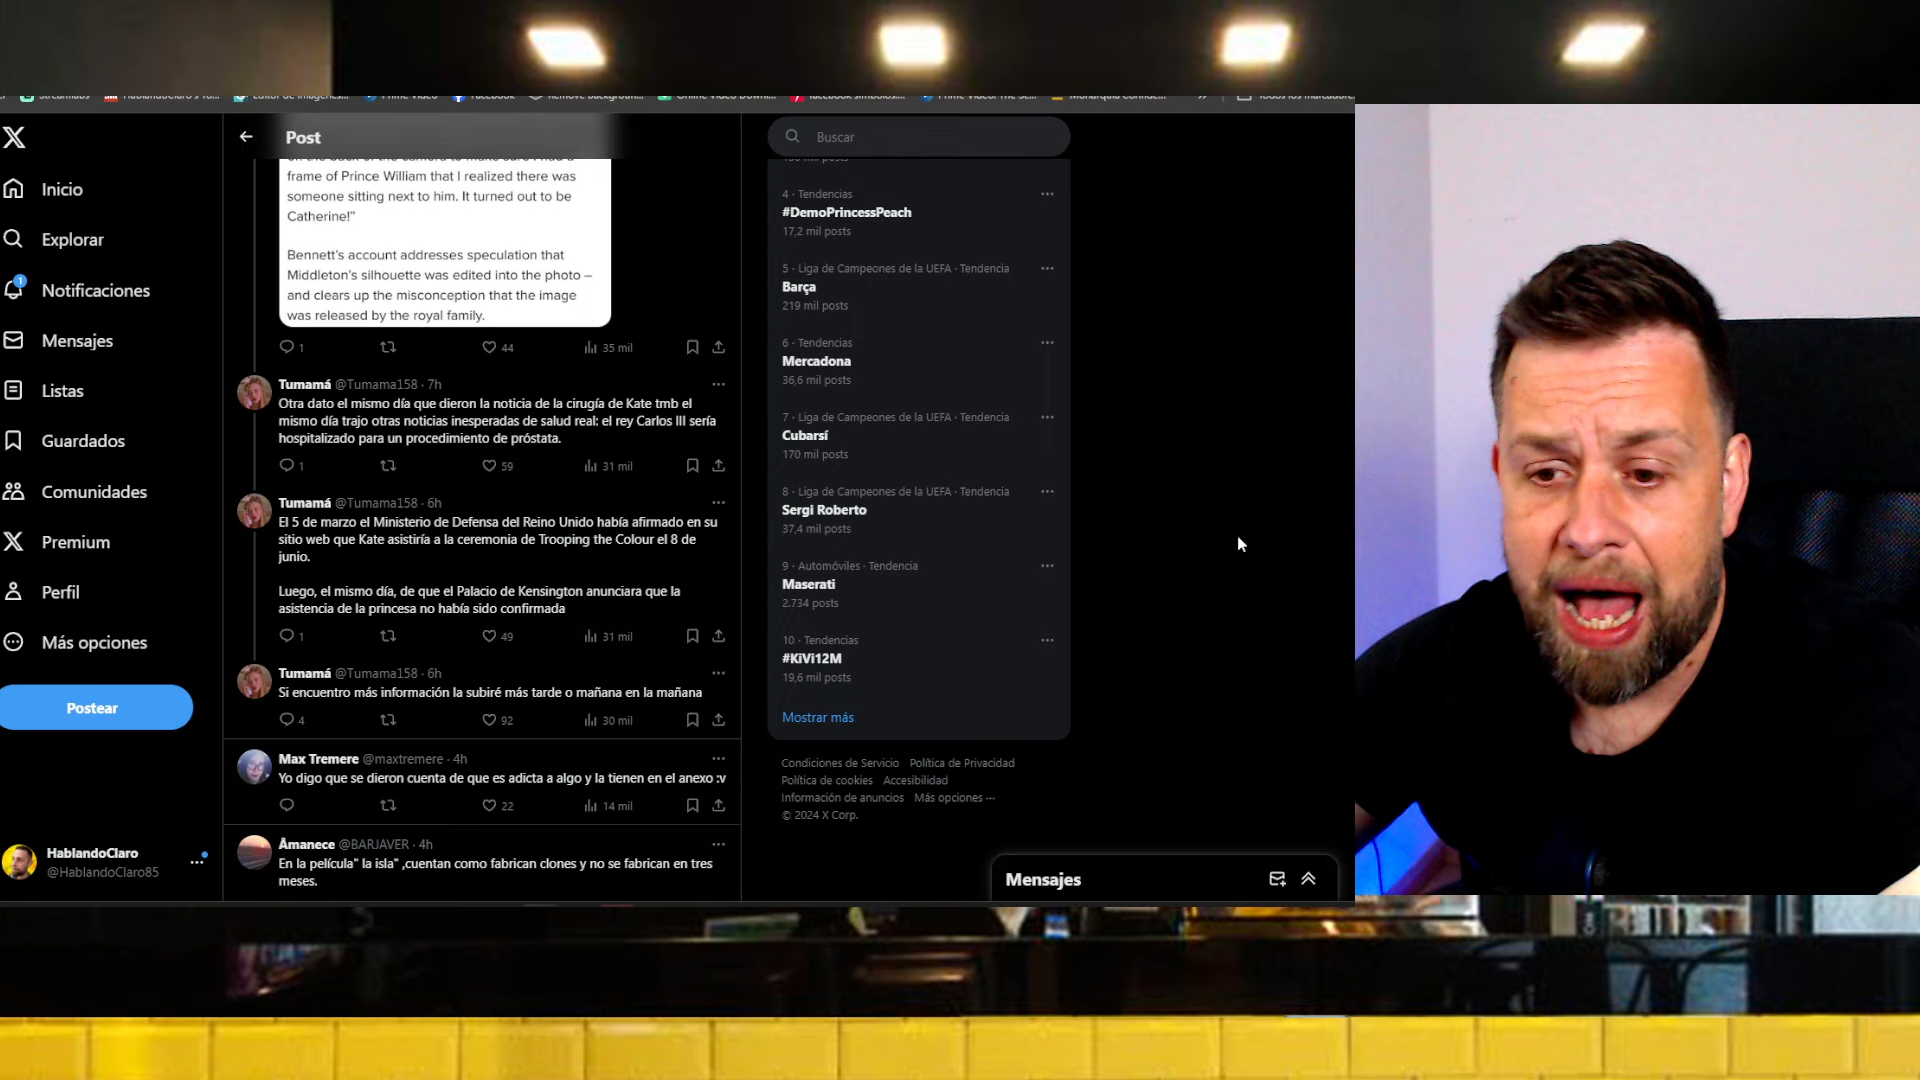 Streamlabs
Facebook
Todos los marcadore
Inicio
Explorar
1
Notificaciones
Mensajes
Listas
Guardados
Comunidades
Premium
Perfil
Más opciones
Postear
HablandoClaro
@HablandoClaro85
Post
frame of Prince William that I realized there was
someone sitting next to him. It turned out to be
Catherine!"
Bennett's account addresses speculation that
Middleton's silhouette was edited into the photo –
and clears up the misconception that the image
was released by the royal family.
1 44 35 mil
Tumamá @Tumama158 · 7h
Otra dato el mismo día que dieron la noticia de la cirugía de Kate tmb el
mismo día trajo otras noticias inesperadas de salud real: el rey Carlos III sería
hospitalizado para un procedimiento de próstata.
1 59 31 mil
Tumamá @Tumama158 · 6h
El 5 de marzo el Ministerio de Defensa del Reino Unido había afirmado en su
sitio web que Kate asistiría a la ceremonia de Trooping the Colour el 8 de
junio.
Luego, el mismo día, de que el Palacio de Kensington anunciara que la
asistencia de la princesa no había sido confirmada
1 49 31 mil
Tumamá @Tumama158 · 6h
Si encuentro más información la subiré más tarde o mañana en la mañana
4 92 30 mil
Max Tremere @maxtremere · 4h
Yo digo que se dieron cuenta de que es adicta a algo y la tienen en el anexo :v
22 14 mil
Åmanece @BARJAVER · 4h
En la película" la isla" ,cuentan como fabrican clones y no se fabrican en tres
meses.
Buscar
4 · Tendencias
#DemoPrincessPeach
17,2 mil posts
5 · Liga de Campeones de la UEFA · Tendencia
Barça
219 mil posts
6 · Tendencias
Mercadona
36,6 mil posts
7 · Liga de Campeones de la UEFA · Tendencia
Cubarsí
170 mil posts
8 · Liga de Campeones de la UEFA · Tendencia
Sergi Roberto
37,4 mil posts
9 · Automóviles · Tendencia
Maserati
2.734 posts
10 · Tendencias
#KiVi12M
19,6 mil posts
Mostrar más
Condiciones de Servicio Política de Privacidad
Política de cookies Accesibilidad
Información de anuncios Más opciones ···
© 2024 X Corp.
Mensajes